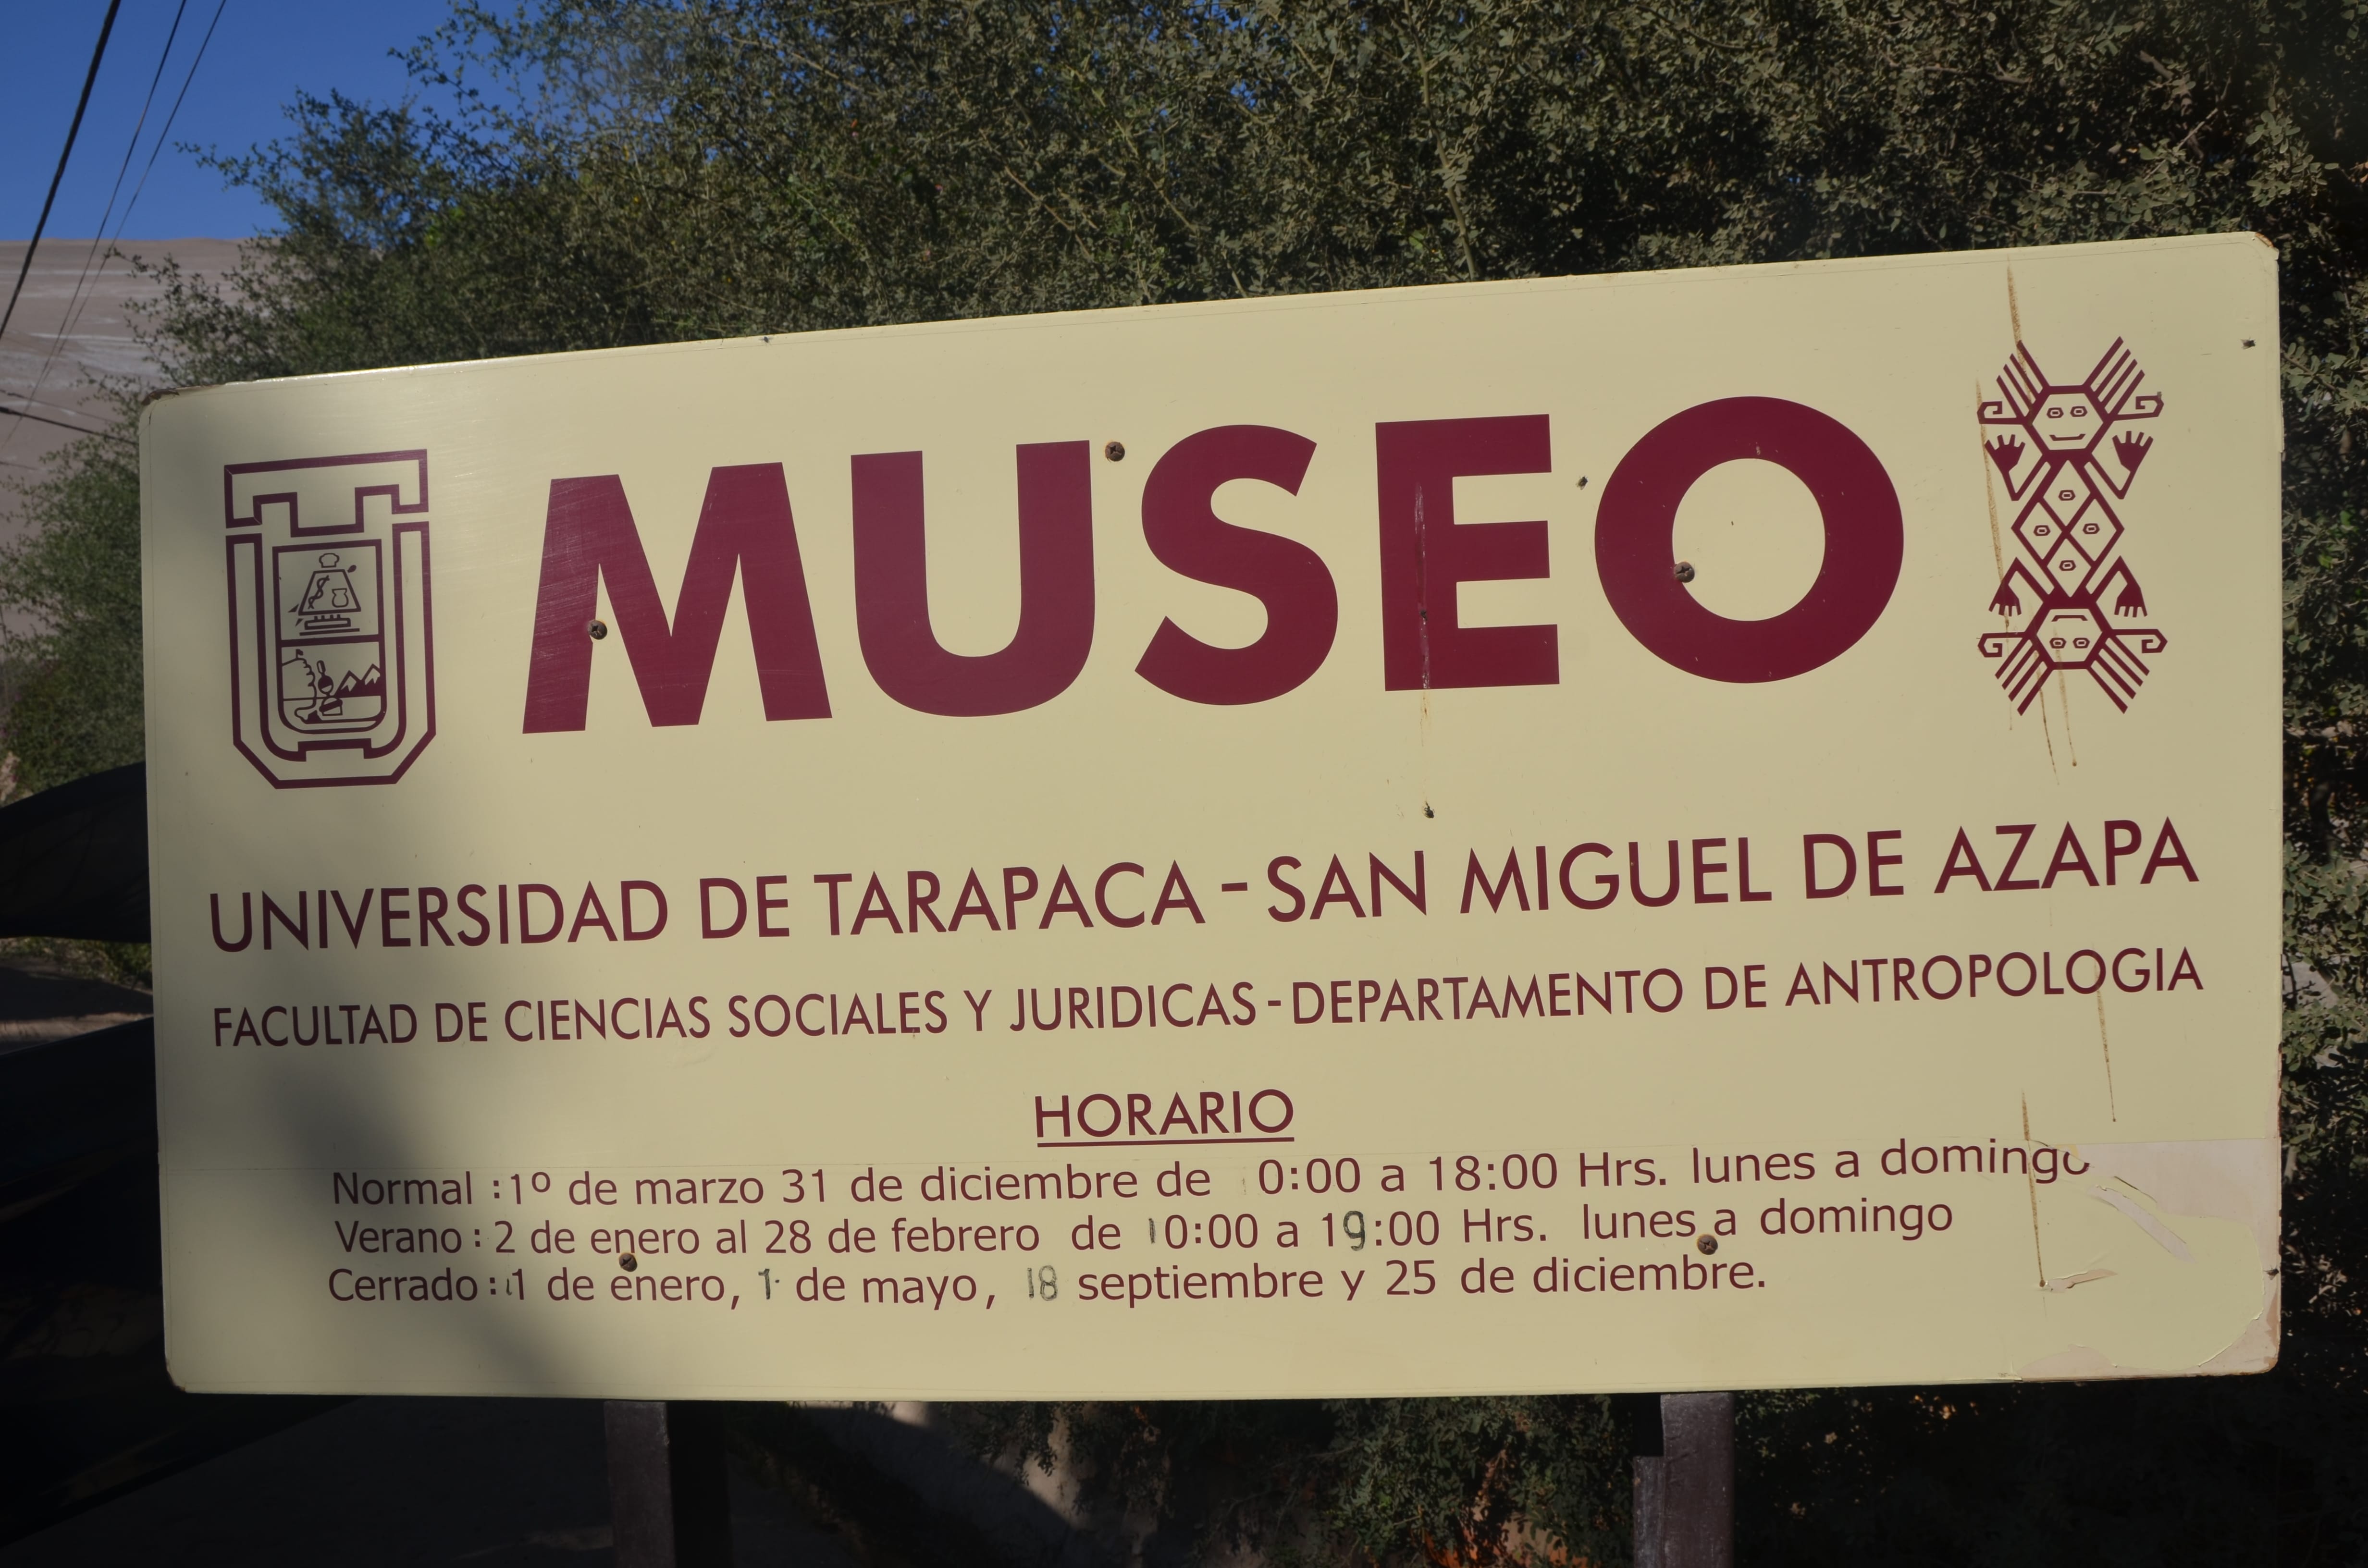 MUSEO
UNIVERSIDAD DE TARAPACA - SAN MIGUEL DE AZAPA
FACULTAD DE CIENCIAS SOCIALES Y JURIDICAS - DEPARTAMENTO DE ANTROPOLOGIA
HORARIO
Normal : 1º de marzo 31 de diciembre de 0:00 a 18:00 Hrs. lunes a domingo
Verano : 2 de enero al 28 de febrero de 10:00 a 19:00 Hrs. lunes a domingo
Cerrado : 1 de enero, 1 de mayo, 18 septiembre y 25 de diciembre.